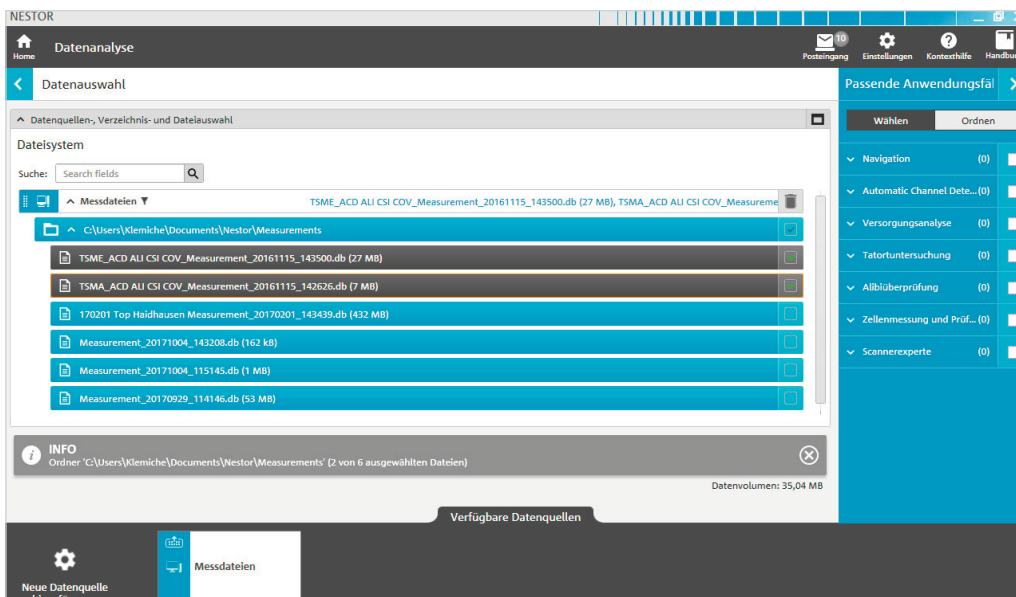 NESTOR
Home
Datenanalyse
10
Posteingang
Einstellungen
Kontexthilfe
Datenauswahl
Passende Anwendungsfäl
Datenquellen-, Verzeichnis- und Dateiauswahl
Wählen
Ordnen
Dateisystem
Suche:
Search fields
Navigation (0)
Messdateien
TSME_ACD ALI CSI COV_Measurement_20161115_143500.db (27 MB), TSMA_ACD ALI CSI COV_Measureme
Automatic Channel Dete... (0)
C:\Users\Klemiche\Documents\Nestor\Measurements
Versorgungsanalyse (0)
TSME_ACD ALI CSI COV_Measurement_20161115_143500.db (27 MB)
Tatortuntersuchung (0)
TSMA_ACD ALI CSI COV_Measurement_20161115_142626.db (7 MB)
Alibiüberprüfung (0)
170201 Top Haidhausen Measurement_20170201_143439.db (432 MB)
Zellenmessung und Prüf... (0)
Measurement_20171004_143208.db (162 kB)
Scannerexperte (0)
Measurement_20171004_115145.db (1 MB)
Measurement_20170929_114146.db (53 MB)
INFO
Ordner 'C:\Users\Klemiche\Documents\Nestor\Measurements' (2 von 6 ausgewählten Dateien)
Datenvolumen: 35,04 MB
Verfügbare Datenquellen
Messdateien
Neue Datenquelle